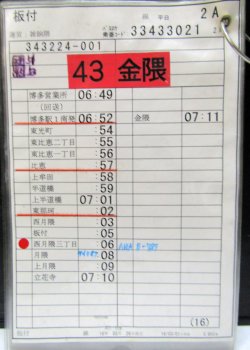 板付 平日 2A
33433021 2
343224-001
43 金隈
博多営業所 06:49
(回送)
博多駅1南発 06:52 金隈 07:11
東光町 :54
東比恵二丁目 :55
東比恵一丁目 :56
比恵 :57
上牟田 :58
半道橋 :59
上半道橋 07:01
東那珂 :02
西月隈 :03
板付 :05
西月隈三丁目 :06
月隈 :08
上月隈 :09
立花寺 07:10
(16)
板付